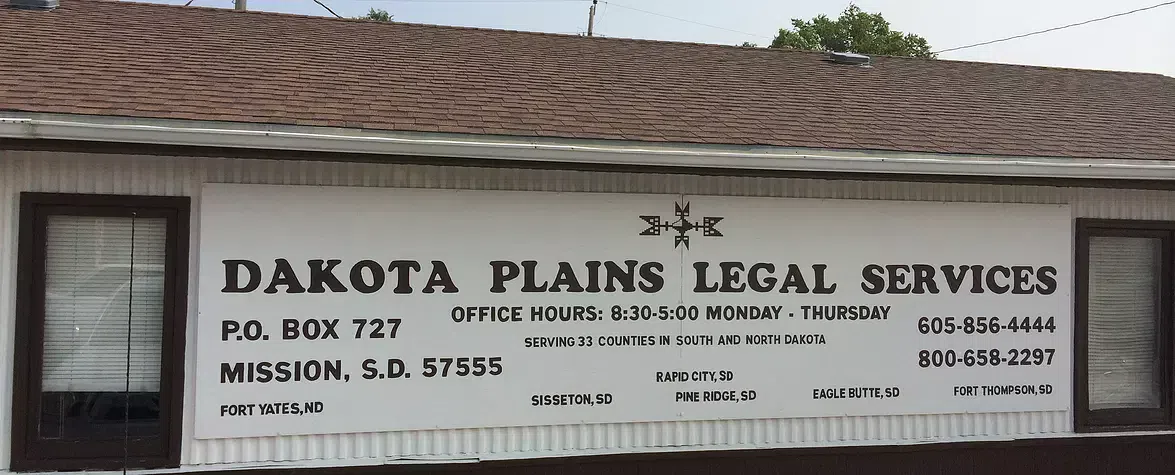 DAKOTA PLAINS LEGAL SERVICES
OFFICE HOURS: 8:30-5:00 MONDAY - THURSDAY
P.O. BOX 727
605-856-4444
SERVING 33 COUNTIES IN SOUTH AND NORTH DAKOTA
MISSION, S.D. 57555
800-658-2297
RAPID CITY, SD
FORT YATES, ND
SISSETON, SD
PINE RIDGE, SD
EAGLE BUTTE, SD
FORT THOMPSON, SD